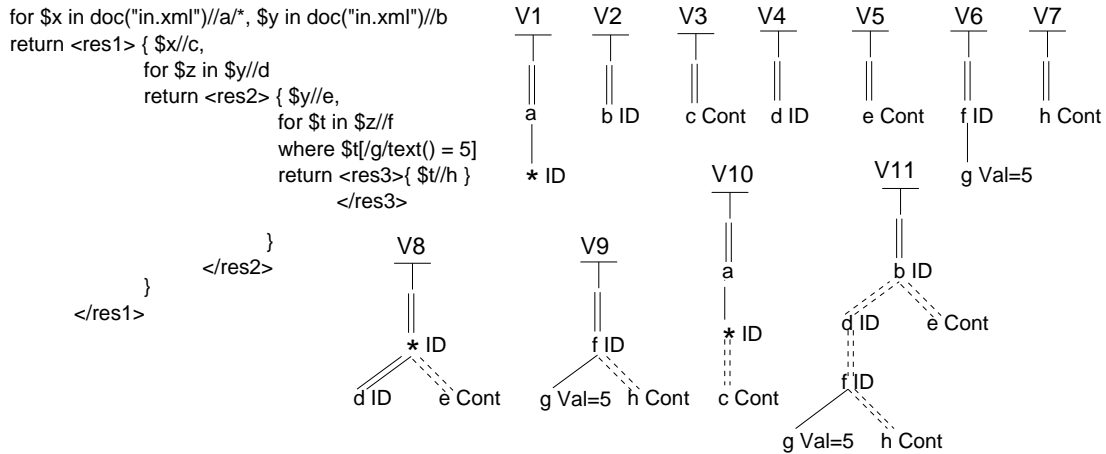 for $x in doc("in.xml")//a/*, $y in doc("in.xml")//b
return <res1> { $x//c,
for $z in $y//d
return <res2> { $y//e,
for $t in $z//f
where $t[/g/text() = 5]
return <res3>{ $t//h }
</res3>
}
</res2>
}
</res1>
V1 V2 V3 V4 V5 V6 V7
a b ID c Cont d ID e Cont f ID h Cont
* ID g Val=5
V8 V9 V10 V11
a b ID
* ID f ID * ID d ID e Cont
d ID e Cont g Val=5 h Cont c Cont f ID
g Val=5 h Cont